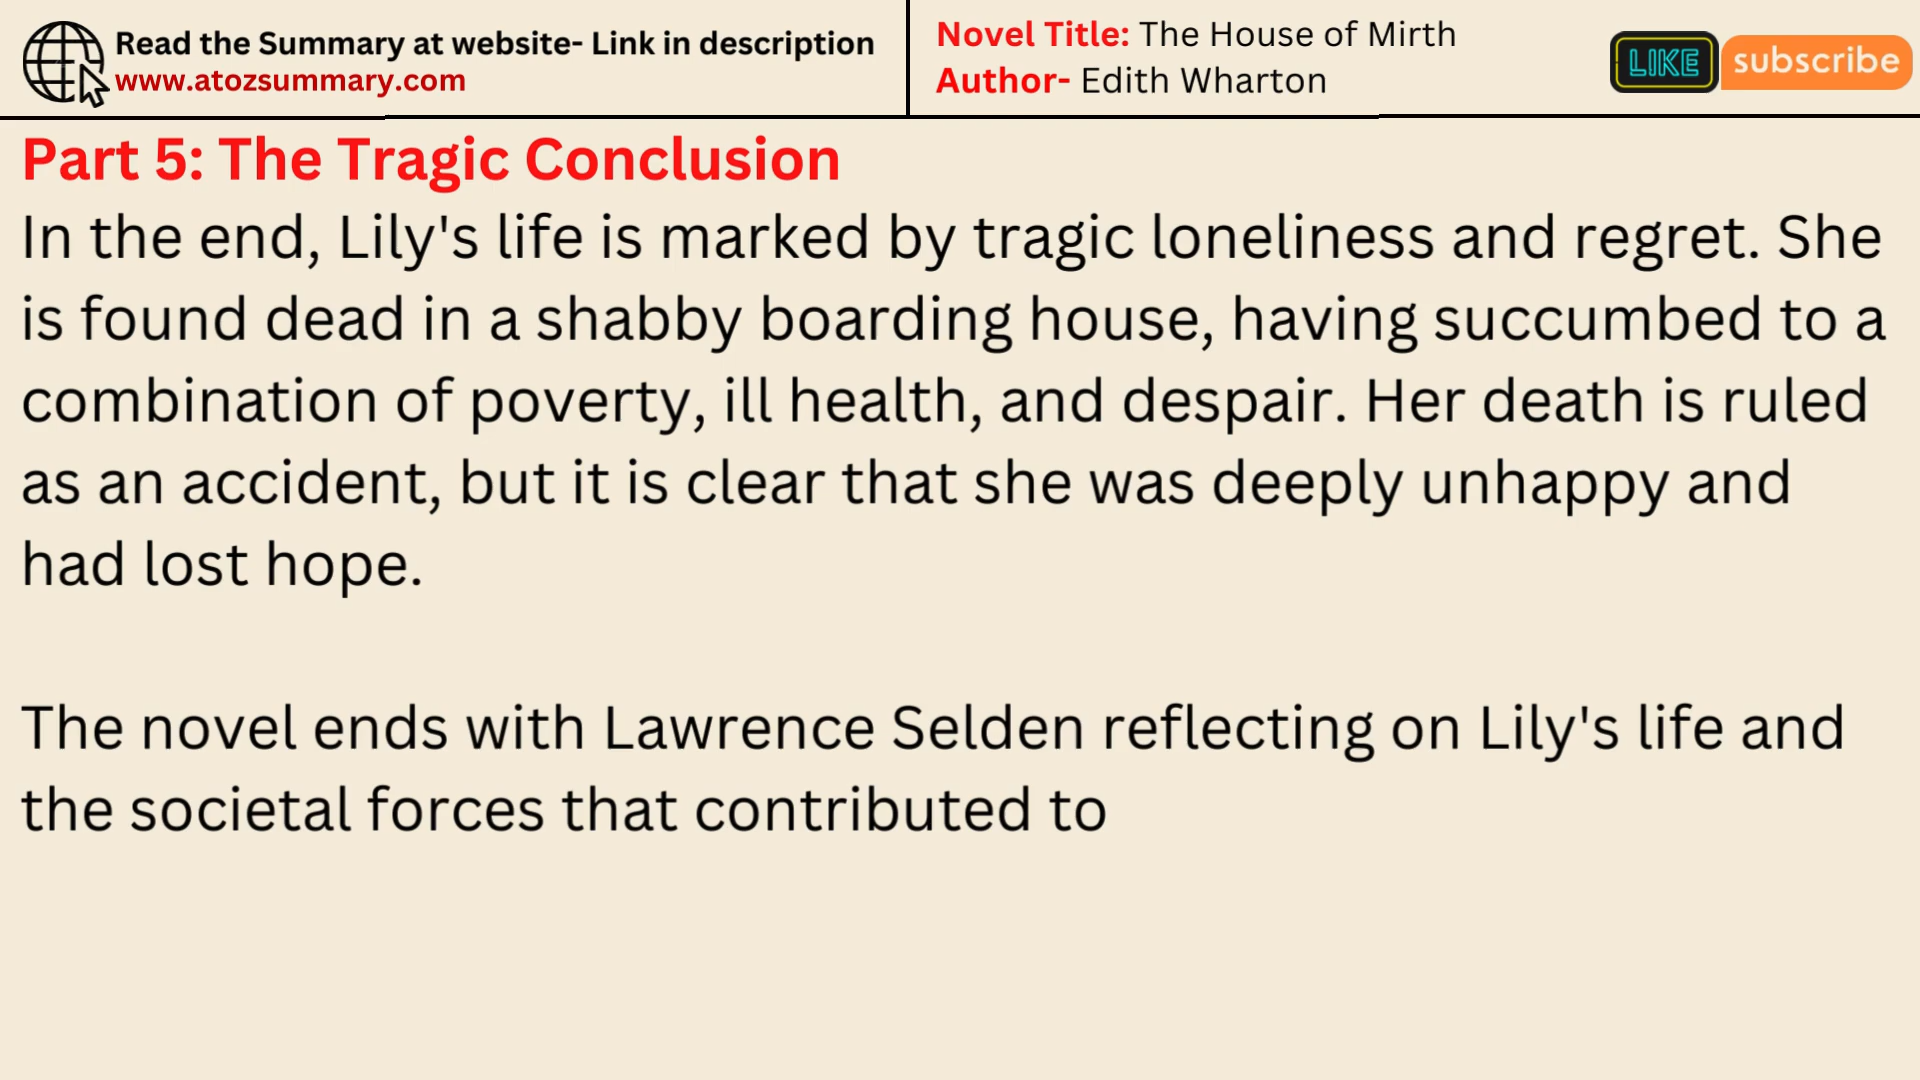 Read the Summary at website- Link in description
www.atozsummary.com
Novel Title: The House of Mirth
Author- Edith Wharton
LIKE
subscribe
Part 5: The Tragic Conclusion
In the end, Lily's life is marked by tragic loneliness and regret. She
is found dead in a shabby boarding house, having succumbed to a
combination of poverty, ill health, and despair. Her death is ruled
as an accident, but it is clear that she was deeply unhappy and
had lost hope.
The novel ends with Lawrence Selden reflecting on Lily's life and
the societal forces that contributed to